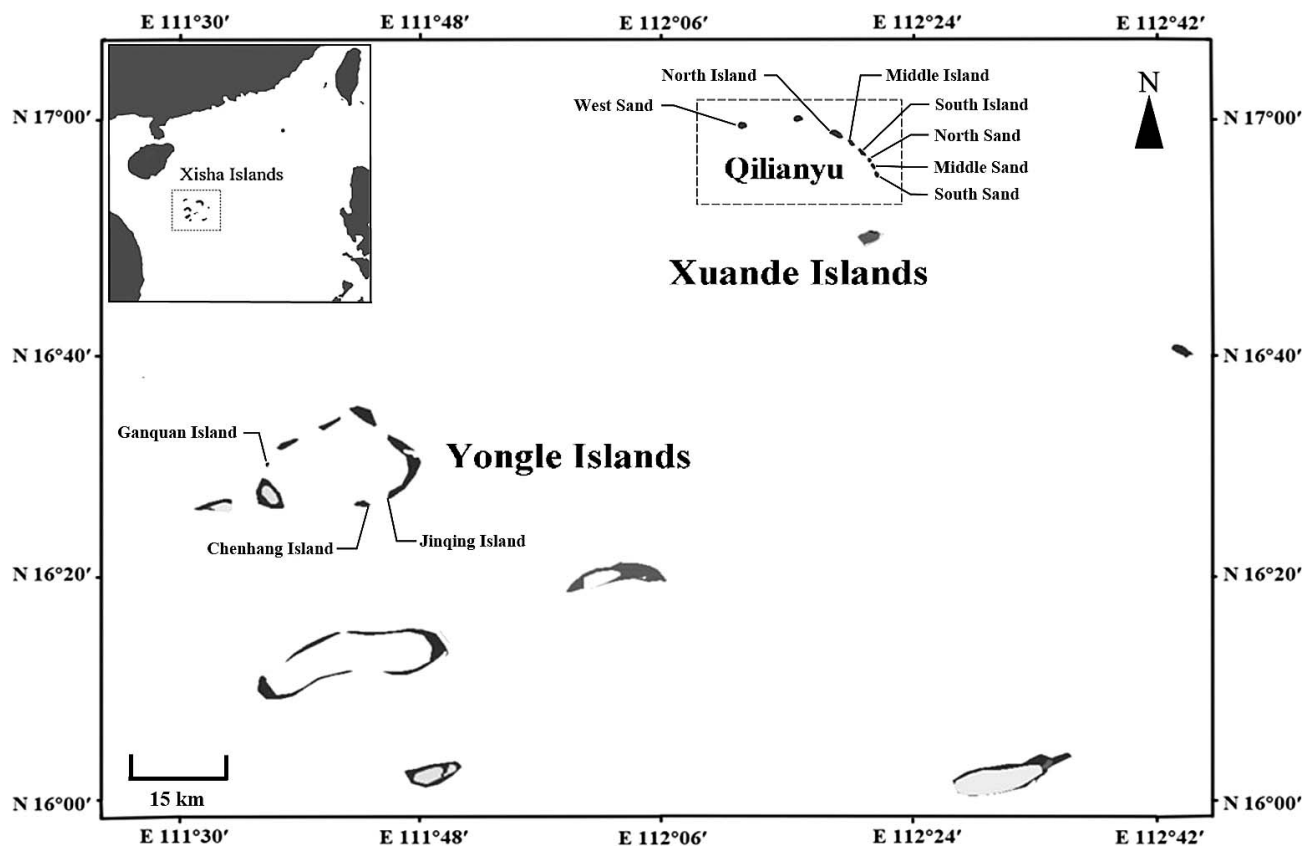 E 111°30′ E 111°48′ E 112°06′ E 112°24′ E 112°42′
North Island Middle Island
N
West Sand South Island
N 17°00′ N 17°00′
North Sand
Xisha Islands Qilianyu Middle Sand
South Sand
Xuande Islands
N 16°40′ N 16°40′
Ganquan Island
Yongle Islands
Chenhang Island Jinqing Island
N 16°20′ N 16°20′
15 km
N 16°00′ N 16°00′
E 111°30′ E 111°48′ E 112°06′ E 112°24′ E 112°42′